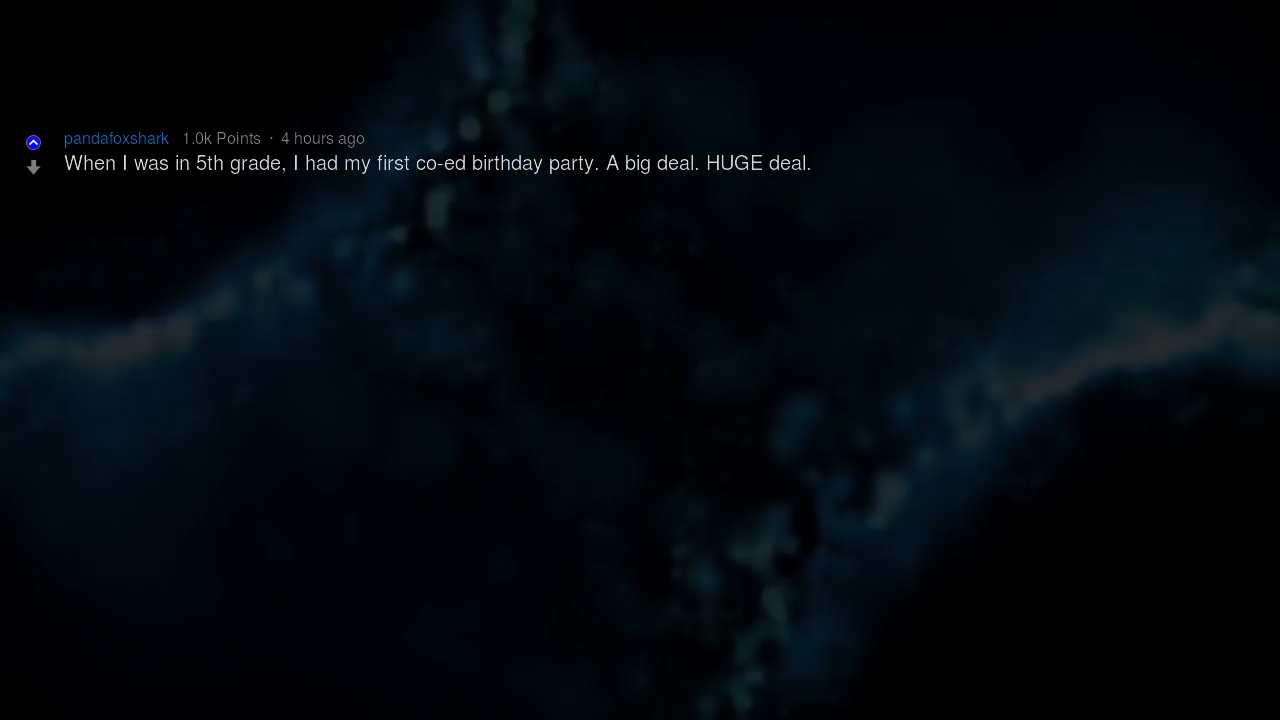 pandafoxshark 1.0k Points · 4 hours ago
When I was in 5th grade, I had my first co-ed birthday party. A big deal. HUGE deal.